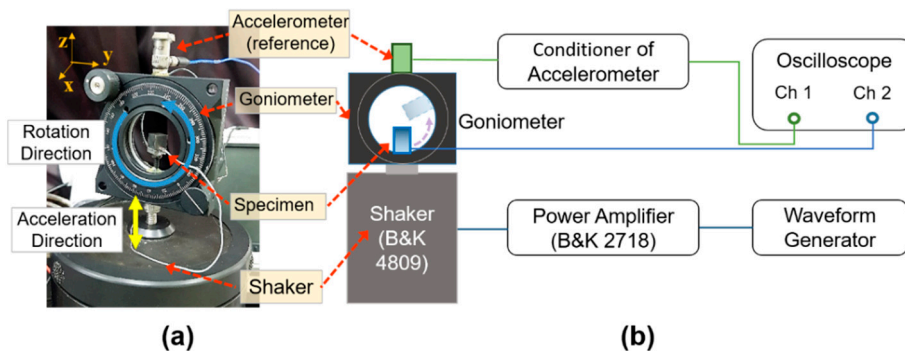 z
y
x
Accelerometer
(reference)
Goniometer
Rotation
Direction
Specimen
Acceleration
Direction
Shaker
(a)
Conditioner of
Accelerometer
Oscilloscope
Ch 1
Ch 2
Goniometer
Shaker
(B&K
4809)
Power Amplifier
(B&K 2718)
Waveform
Generator
(b)